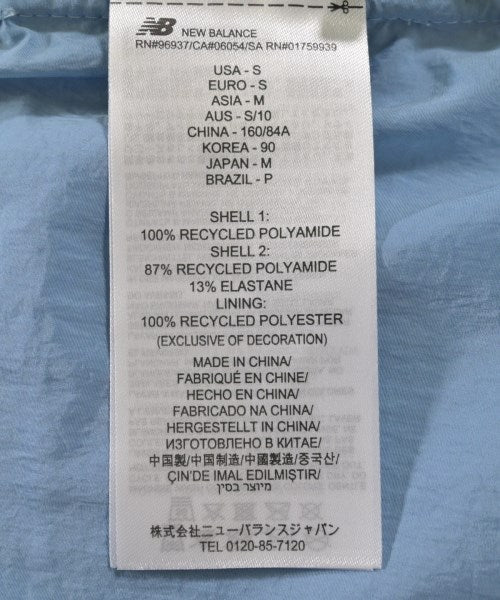 NB NEW BALANCE
RN#96937/CA#06054/SA RN#01759939
USA - S
EURO - S
ASIA - M
AUS - S/10
CHINA - 160/84A
KOREA - 90
JAPAN - M
BRAZIL - P
SHELL 1:
100% RECYCLED POLYAMIDE
SHELL 2:
87% RECYCLED POLYAMIDE
13% ELASTANE
LINING:
100% RECYCLED POLYESTER
(EXCLUSIVE OF DECORATION)
MADE IN CHINA/
FABRIQUÉ EN CHINE/
HECHO EN CHINA/
FABRICADO NA CHINA/
HERGESTELLT IN CHINA/
ИЗГОТОВЛЕНО В КИТАЕ/
中国製/中国制造/中國製造/중국산/
ÇIN'DE IMAL EDILMIŞTIR/
מיוצר בסין
株式会社ニューバランスジャパン
TEL 0120-85-7120